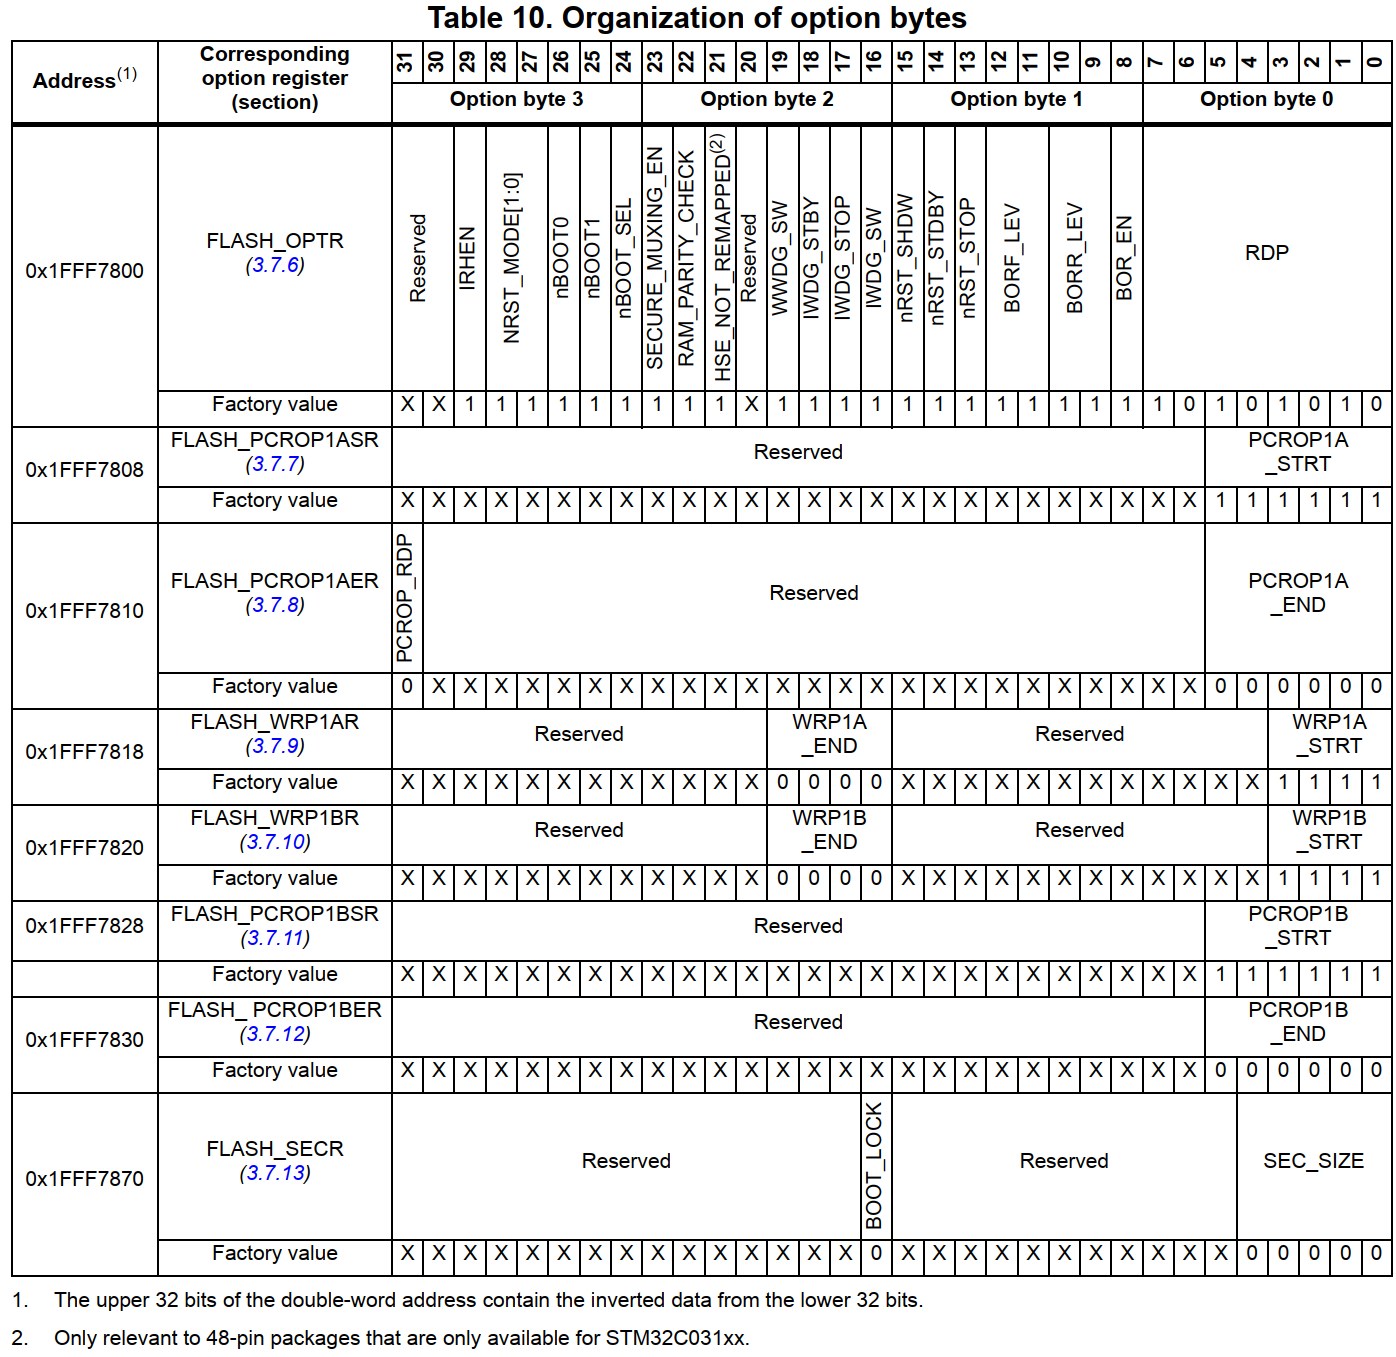 Table 10. Organization of option bytes
Address(1)
Corresponding
option register
(section)
31 30 29 28 27 26 25 24 23 22 21 20 19 18 17 16 15 14 13 12 11 10 9 8 7 6 5 4 3 2 1 0
Option byte 3 Option byte 2 Option byte 1 Option byte 0
0x1FFF7800
FLASH_OPTR
(3.7.6)
Reserved
IRHEN
NRST_MODE[1:0]
nBOOT0
nBOOT1
nBOOT_SEL
SECURE_MUXING_EN
RAM_PARITY_CHECK
HSE_NOT_REMAPPED(2)
Reserved
WWDG_SW
IWDG_STBY
IWDG_STOP
IWDG_SW
nRST_SHDW
nRST_STDBY
nRST_STOP
BORF_LEV
BORR_LEV
BOR_EN
RDP
Factory value X X 1 1 1 1 1 1 1 1 1 X 1 1 1 1 1 1 1 1 1 1 1 1 1 0 1 0 1 0 1 0
0x1FFF7808
FLASH_PCROP1ASR
(3.7.7)
Reserved
PCROP1A
_STRT
Factory value X X X X X X X X X X X X X X X X X X X X X X X X X X 1 1 1 1 1 1
0x1FFF7810
FLASH_PCROP1AER
(3.7.8)
PCROP_RDP
Reserved
PCROP1A
_END
Factory value 0 X X X X X X X X X X X X X X X X X X X X X X X X X 0 0 0 0 0 0
0x1FFF7818
FLASH_WRP1AR
(3.7.9)
Reserved
WRP1A
_END
Reserved
WRP1A
_STRT
Factory value X X X X X X X X X X X X 0 0 0 0 X X X X X X X X X X X X 1 1 1 1
0x1FFF7820
FLASH_WRP1BR
(3.7.10)
Reserved
WRP1B
_END
Reserved
WRP1B
_STRT
Factory value X X X X X X X X X X X X 0 0 0 0 X X X X X X X X X X X X 1 1 1 1
0x1FFF7828
FLASH_PCROP1BSR
(3.7.11)
Reserved
PCROP1B
_STRT
Factory value X X X X X X X X X X X X X X X X X X X X X X X X X X 1 1 1 1 1 1
0x1FFF7830
FLASH_ PCROP1BER
(3.7.12)
Reserved
PCROP1B
_END
Factory value X X X X X X X X X X X X X X X X X X X X X X X X X X 0 0 0 0 0 0
0x1FFF7870
FLASH_SECR
(3.7.13)
Reserved
BOOT_LOCK
Reserved
SEC_SIZE
Factory value X X X X X X X X X X X X X X X 0 X X X X X X X X X X X 0 0 0 0 0
1. The upper 32 bits of the double-word address contain the inverted data from the lower 32 bits.
2. Only relevant to 48-pin packages that are only available for STM32C031xx.